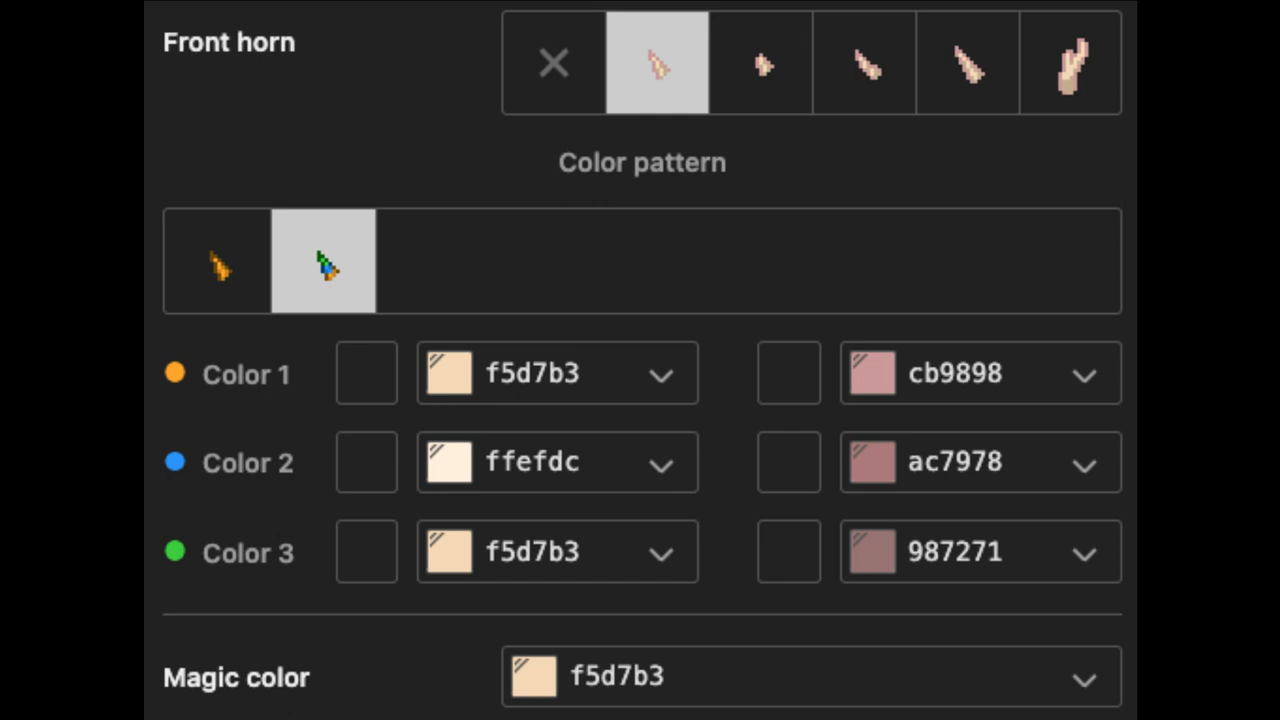 Front horn
Color pattern
Color 1 f5d7b3 cb9898
Color 2 ffefdc ac7978
Color 3 f5d7b3 987271
Magic color f5d7b3